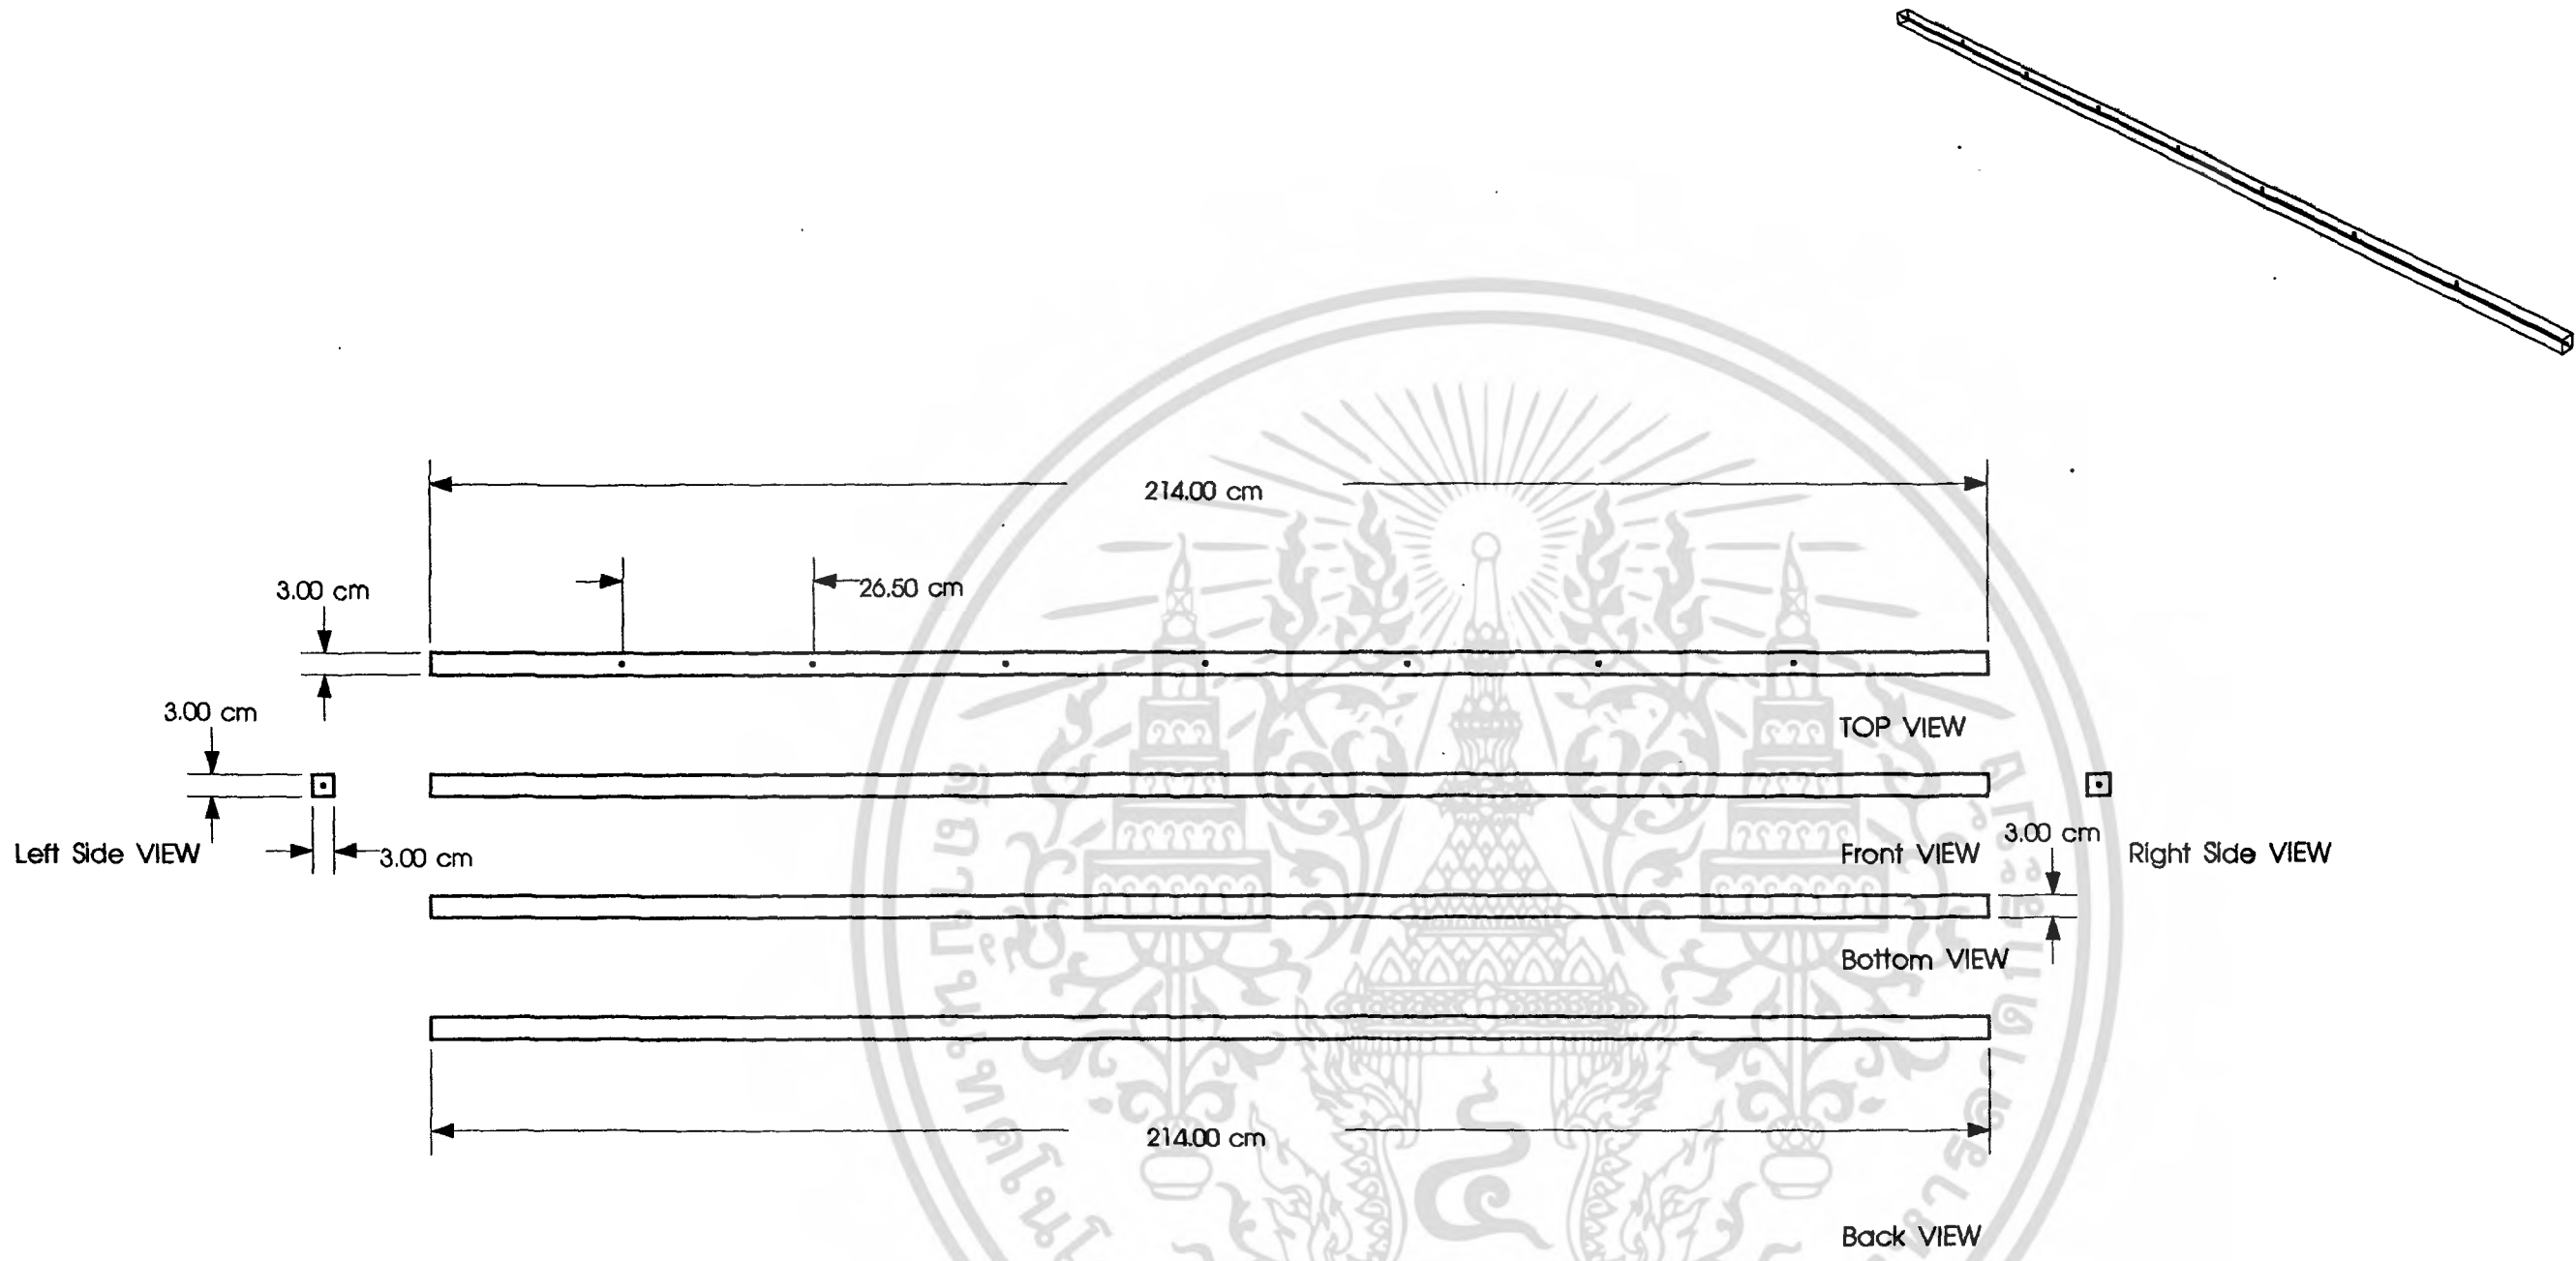 214.00 cm
26.50 cm
3.00 cm
3.00 cm
TOP VIEW
3.00 cm
Left Side VIEW
3.00 cm
Front VIEW
Right Side VIEW
Bottom VIEW
214.00 cm
Back VIEW